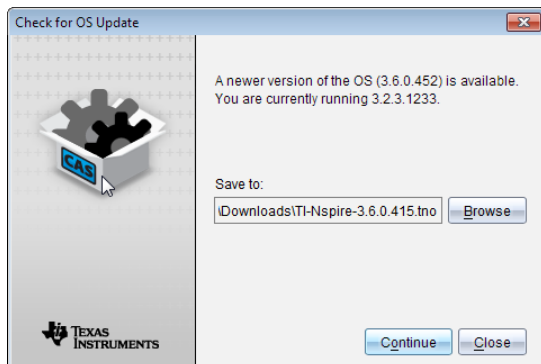 Check for OS Update
A newer version of the OS (3.6.0.452) is available.
You are currently running 3.2.3.1233.
CAS
Save to:
\Downloads\TI-Nspire-3.6.0.415.tno
Browse
TEXAS
INSTRUMENTS
Continue
Close